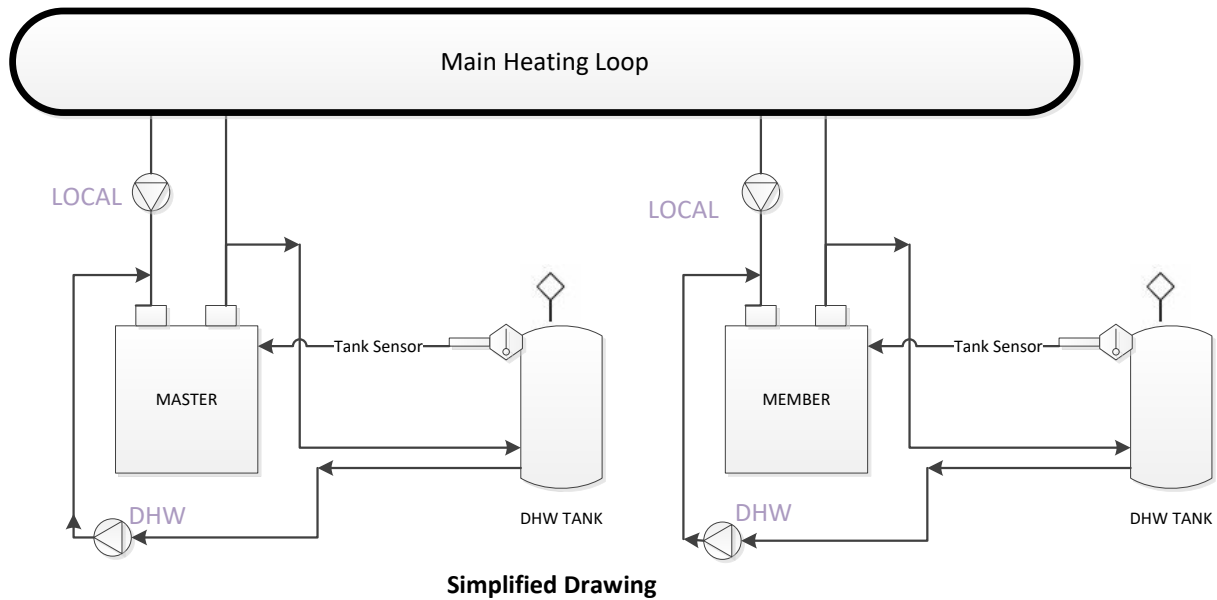 Main Heating Loop
LOCAL
LOCAL
Tank Sensor
Tank Sensor
MASTER
MEMBER
DHW
DHW
DHW TANK
DHW TANK
Simplified Drawing